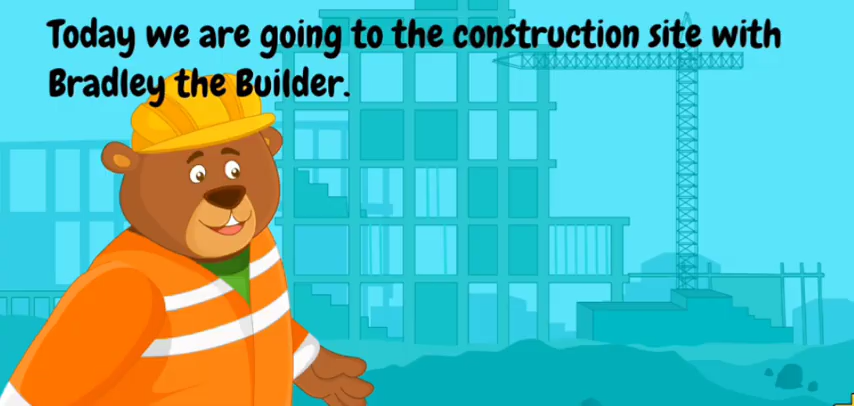 Today we are going to the construction site with
Bradley the Builder.